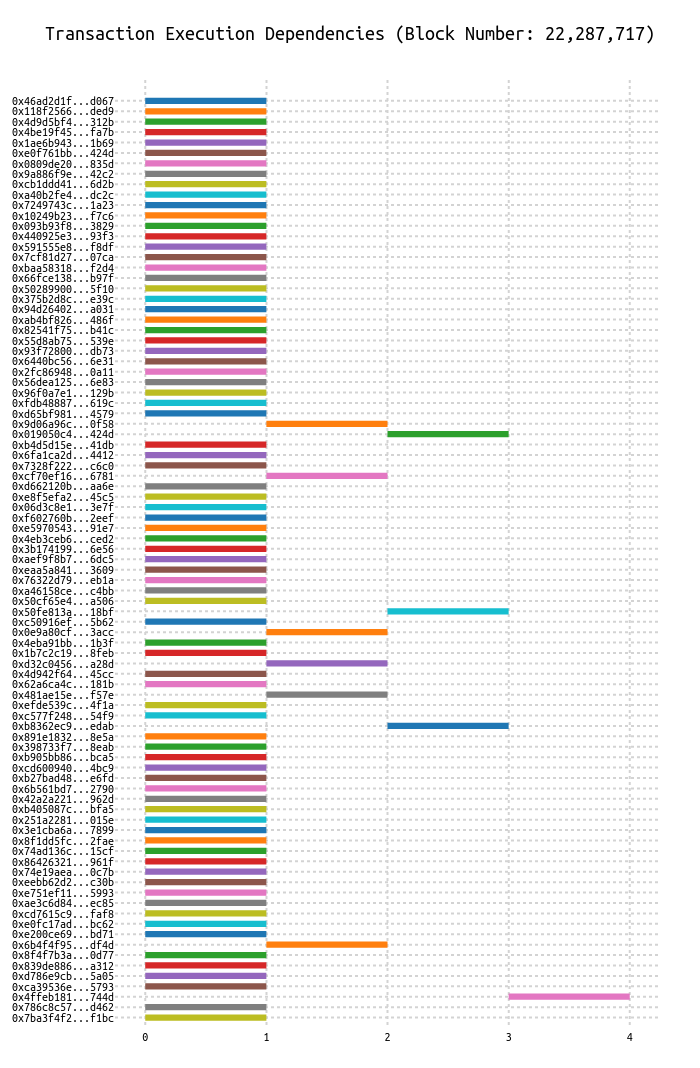 Transaction Execution Dependencies (Block Number: 22,287,717)
0x46ad2d1f...d067
0x118f2566...ded9
0x4d9d5bf4...312b
0x4be19f45...fa7b
0x1ae6b943...1b69
0xe0f761bb...424d
0x0809de20...835d
0x9a886f9e...42c2
0xcb1ddd41...6d2b
0xa40b2fe4...dc2c
0x7249743c...1a23
0x10249b23...f7c6
0x093b93f8...3829
0x440925e3...93f3
0x591555e8...f8df
0x7cf81d27...07ca
0xbaa58318...f2d4
0x66fce138...b97f
0x50289900...5f10
0x375b2d8c...e39c
0x94d26402...a031
0xab4bf826...486f
0x82541f75...b41c
0x55d8ab75...539e
0x93f72800...db73
0x6440bc56...6e31
0x2fc86948...0a11
0x56dea125...6e83
0x96f0a7e1...129b
0xfdb48887...619c
0xd65bf981...4579
0x9d06a96c...0f58
0x019050c4...424d
0xb4d5d15e...41db
0x6fa1ca2d...4412
0x7328f222...c6c0
0xcf70ef16...6781
0xd662120b...aa6e
0xe8f5efa2...45c5
0x06d3c8e1...3e7f
0xf602760b...2eef
0xe5970543...91e7
0x4eb3ceb6...ced2
0x3b174199...6e56
0xaef9f8b7...6dc5
0xeaa5a841...3609
0x76322d79...eb1a
0xa46158ce...c4bb
0x50cf65e4...a506
0x50fe813a...18bf
0xc50916ef...5b62
0x0e9a80cf...3acc
0x4eba91bb...1b3f
0x1b7c2c19...8feb
0xd32c0456...a28d
0x4d942f64...45cc
0x62a6ca4c...181b
0x481ae15e...f57e
0xefde539c...4f1a
0xc577f248...54f9
0xb8362ec9...edab
0x891e1832...8e5a
0x398733f7...8eab
0xb905bb86...bca5
0xcd600940...4bc9
0xb27bad48...e6fd
0x6b561bd7...2790
0x42a2a221...962d
0xb405087c...bfa5
0x251a2281...015e
0x3e1cba6a...7899
0x8f1dd5fc...2fae
0x74ad136c...15cf
0x86426321...961f
0x74e19aea...0c7b
0xeebb62d2...c30b
0xe751ef11...5993
0xae3c6d84...ec85
0xcd7615c9...faf8
0xe0fc17ad...bc62
0xe200ce69...bd71
0x6b4f4f95...df4d
0x8f4f7b3a...0d77
0x839de886...a312
0xd786e9cb...5a05
0xca39536e...5793
0x4ffeb181...744d
0x786c8c57...d462
0x7ba3f4f2...f1bc
0 1 2 3 4